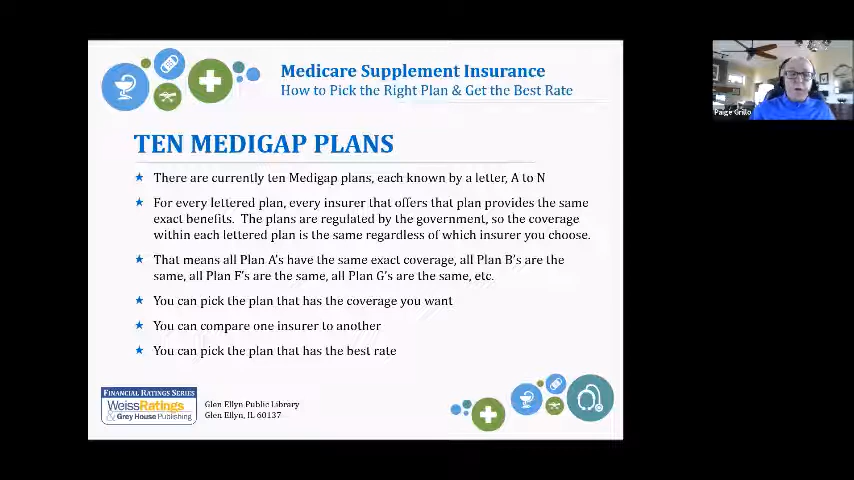 Medicare Supplement Insurance
How to Pick the Right Plan & Get the Best Rate
TEN MEDIGAP PLANS
There are currently ten Medigap plans, each known by a letter, A to N
For every lettered plan, every insurer that offers that plan provides the same
exact benefits. The plans are regulated by the government, so the coverage
within each lettered plan is the same regardless of which insurer you choose.
That means all Plan A's have the same exact coverage, all Plan B's are the
same, all Plan F's are the same, all Plan G's are the same, etc.
You can pick the plan that has the coverage you want
You can compare one insurer to another
You can pick the plan that has the best rate
FINANCIAL RATINGS SERIES
WeissRatings
& Grey House Publishing
Glen Ellyn Public Library
Glen Ellyn, IL 60137
Paige Grillo